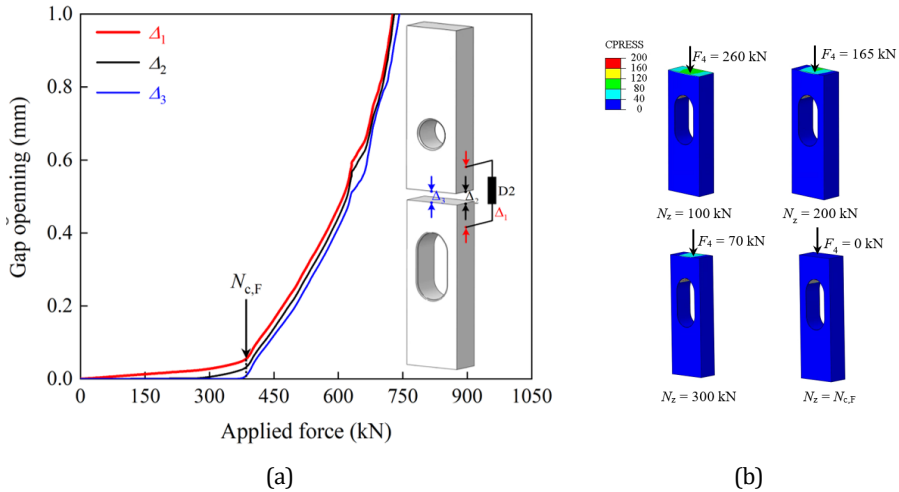 (a)
Gap openning (mm)
1.0
0.8
0.6
0.4
0.2
0.0
Δ1
Δ2
Δ3
Nc,F
Δ3
Δ2
D2
Δ1
0 150 300 450 600 750 900 1050
Applied force (kN)
(a)
CPRESS
200
160
120
80
40
0
F4 = 260 kN
F4 = 165 kN
Nz = 100 kN
Nz = 200 kN
F4 = 70 kN
F4 = 0 kN
Nz = 300 kN
Nz = Nc,F
(b)